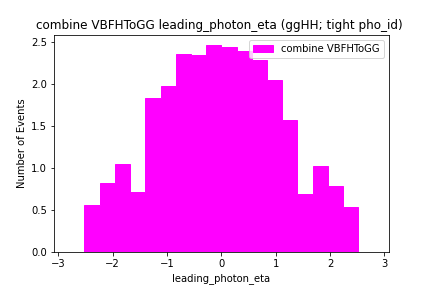 combine VBFHToGG leading_photon_eta (ggHH; tight pho_id)
combine VBFHToGG
Number of Events
2.5
2.0
1.5
1.0
0.5
0.0
−3 −2 −1 0 1 2 3
leading_photon_eta